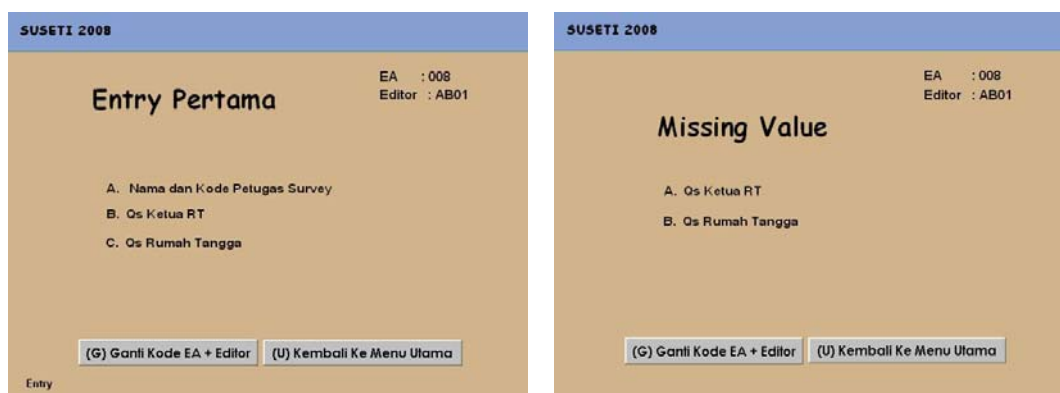 SUSETI 2008
EA : 008
Editor : AB01
Entry Pertama
A. Nama dan Kode Petugas Survey
B. Qs Ketua RT
C. Qs Rumah Tangga
(G) Ganti Kode EA + Editor
(U) Kembali Ke Menu Utama
Entry
SUSETI 2008
EA : 008
Editor : AB01
Missing Value
A. Qs Ketua RT
B. Qs Rumah Tangga
(G) Ganti Kode EA + Editor
(U) Kembali Ke Menu Utama